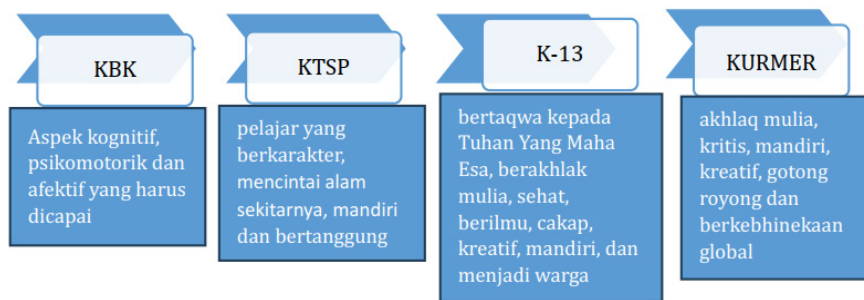 KBK
Aspek kognitif,
psikomotorik dan
afektif yang harus
dicapai
KTSP
pelajar yang
berkarakter,
mencintai alam
sekitarnya, mandiri
dan bertanggung
K-13
bertaqwa kepada
Tuhan Yang Maha
Esa, berakhlak
mulia, sehat,
berilmu, cakap,
kreatif, mandiri, dan
menjadi warga
KURMER
akhlaq mulia,
kritis, mandiri,
kreatif, gotong
royong dan
berkebhinekaan
global